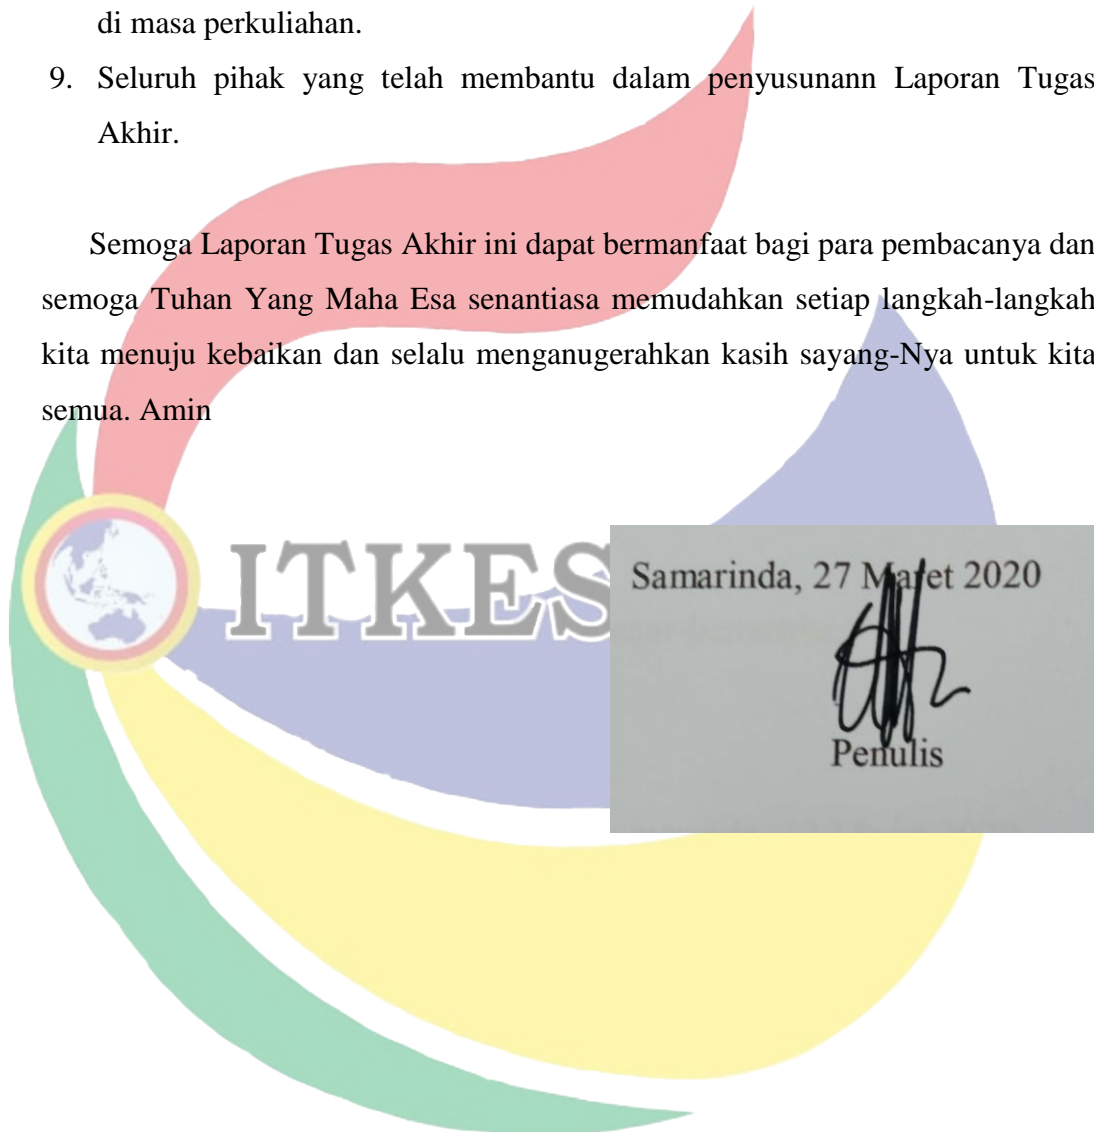 di masa perkuliahan.
9. Seluruh pihak yang telah membantu dalam penyusunann Laporan Tugas
Akhir.
Semoga Laporan Tugas Akhir ini dapat bermanfaat bagi para pembacanya dan
semoga Tuhan Yang Maha Esa senantiasa memudahkan setiap langkah-langkah
kita menuju kebaikan dan selalu menganugerahkan kasih sayang-Nya untuk kita
semua. Amin
ITKES
Samarinda, 27 Maret 2020
Penulis